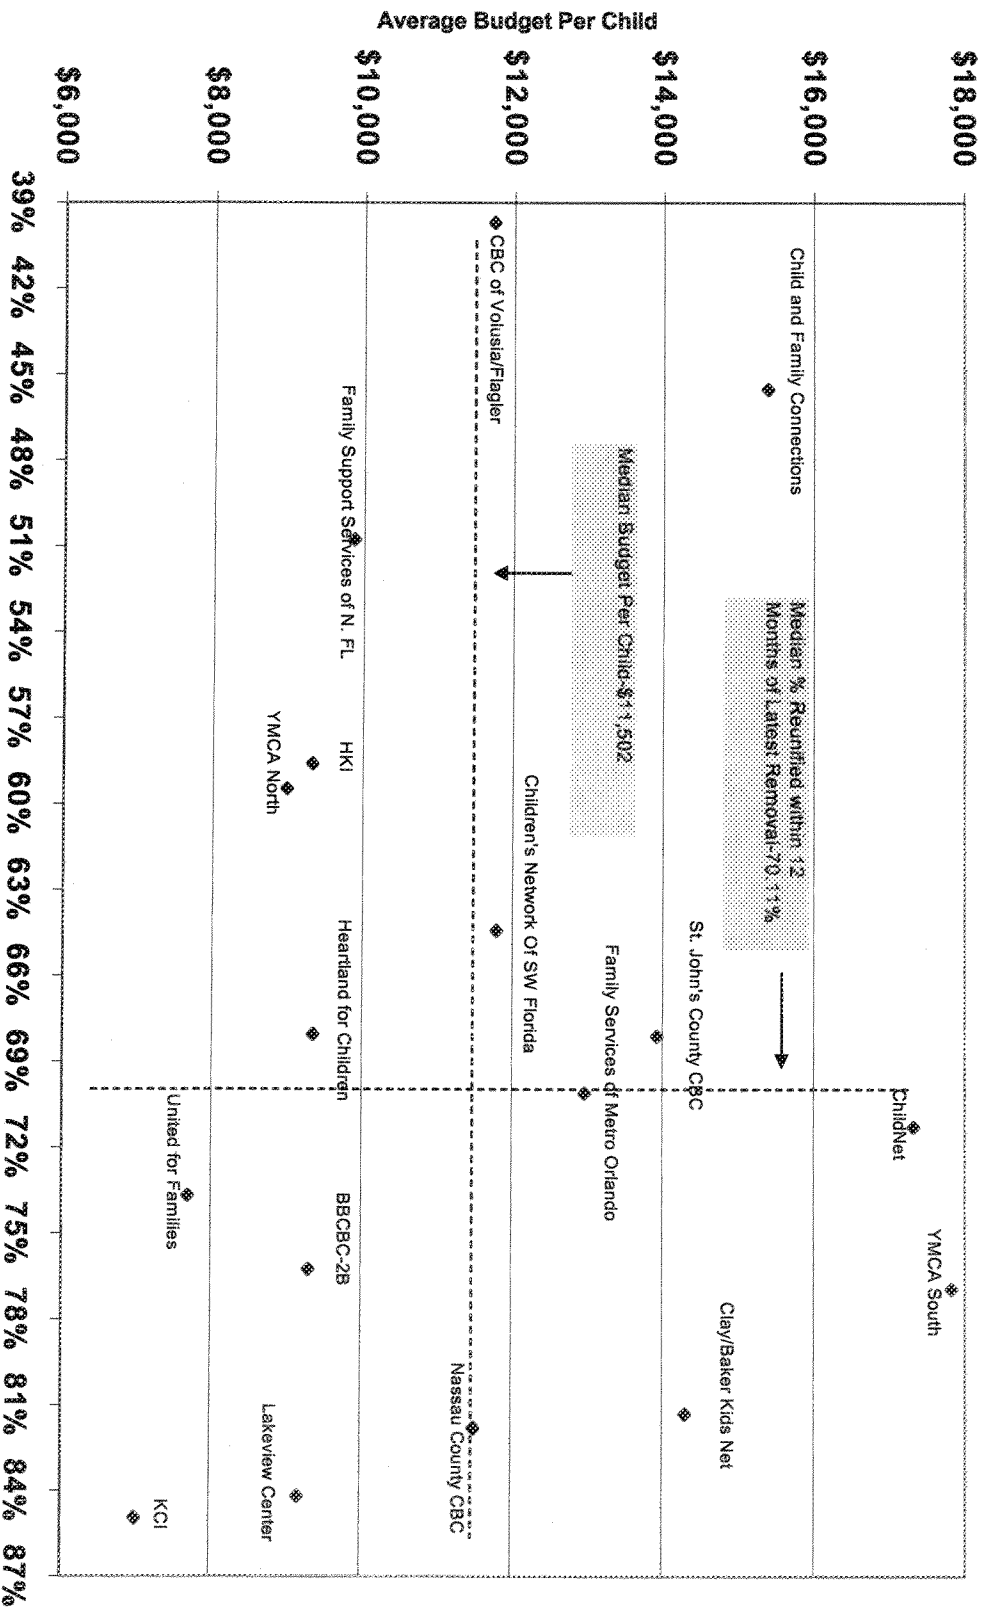 Average Budget Per Child
$18,000
$16,000
$14,000
$12,000
$10,000
$8,000
$6,000
39%
42%
45%
48%
51%
54%
57%
60%
63%
66%
69%
72%
75%
78%
81%
84%
87%
YMCA South
ChildNet
Child and Family Connections
Median % Reunified within 12
Months of Latest Removal-70.11%
Clay/Baker Kids Net
St. John's County CBC
Median Budget Per Child-$11,502
Family Services of Metro Orlando
Children's Network Of SW Florida
CBC of Volusia/Flagler
Nassau County CBC
Family Support Services of N. FL
HKI
Heartland for Children
BBCBC-2B
YMCA North
Lakeview Center
United for Families
KCI